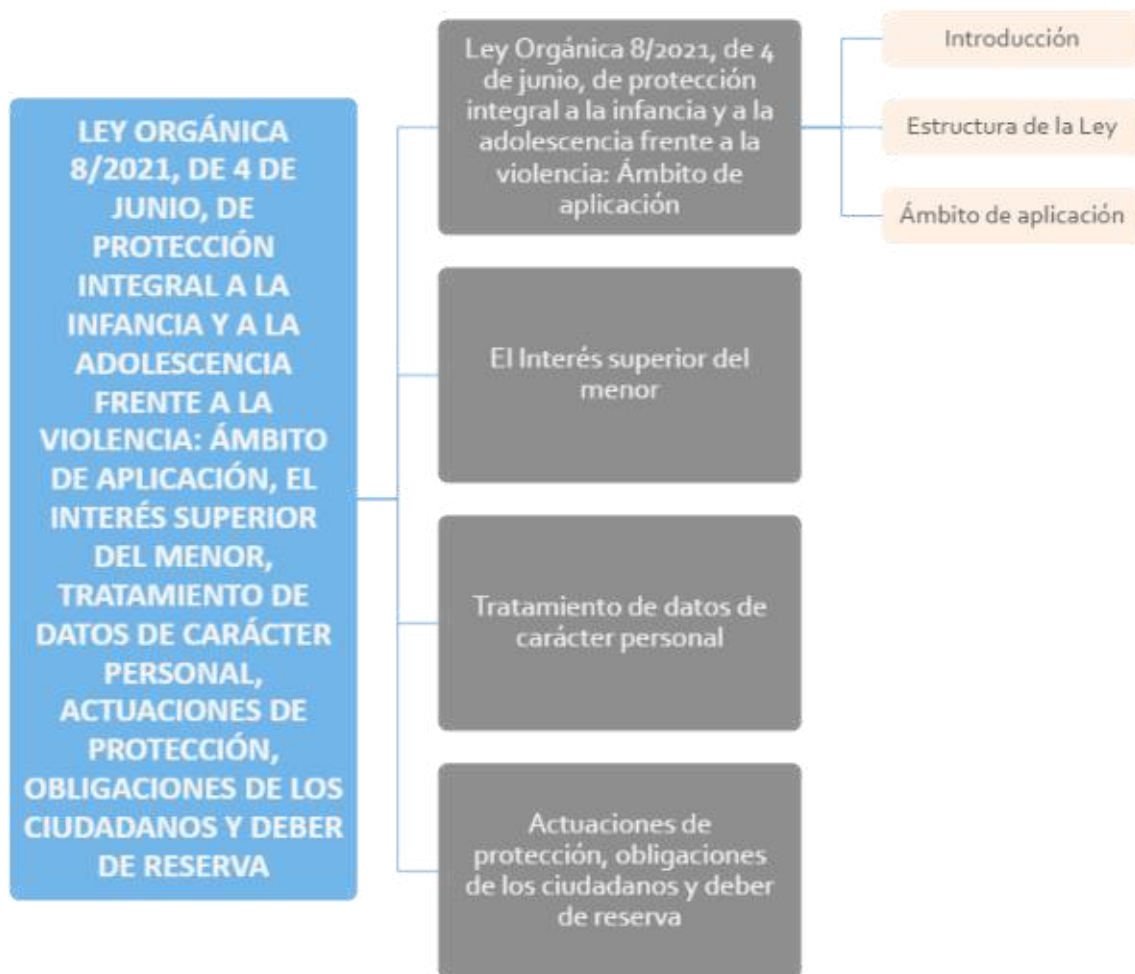 LEY ORGÁNICA
8/2021, DE 4 DE
JUNIO, DE
PROTECCIÓN
INTEGRAL A LA
INFANCIA Y A LA
ADOLESCENCIA
FRENTE A LA
VIOLENCIA: ÁMBITO
DE APLICACIÓN, EL
INTERÉS SUPERIOR
DEL MENOR,
TRATAMIENTO DE
DATOS DE CARÁCTER
PERSONAL,
ACTUACIONES DE
PROTECCIÓN,
OBLIGACIONES DE LOS
CIUDADANOS Y DEBER
DE RESERVA
Ley Orgánica 8/2021, de 4
de junio, de protección
integral a la infancia y a la
adolescencia frente a la
violencia: Ámbito de
aplicación
Introducción
Estructura de la Ley
Ámbito de aplicación
El Interés superior del
menor
Tratamiento de datos de
carácter personal
Actuaciones de
protección, obligaciones
de los ciudadanos y deber
de reserva